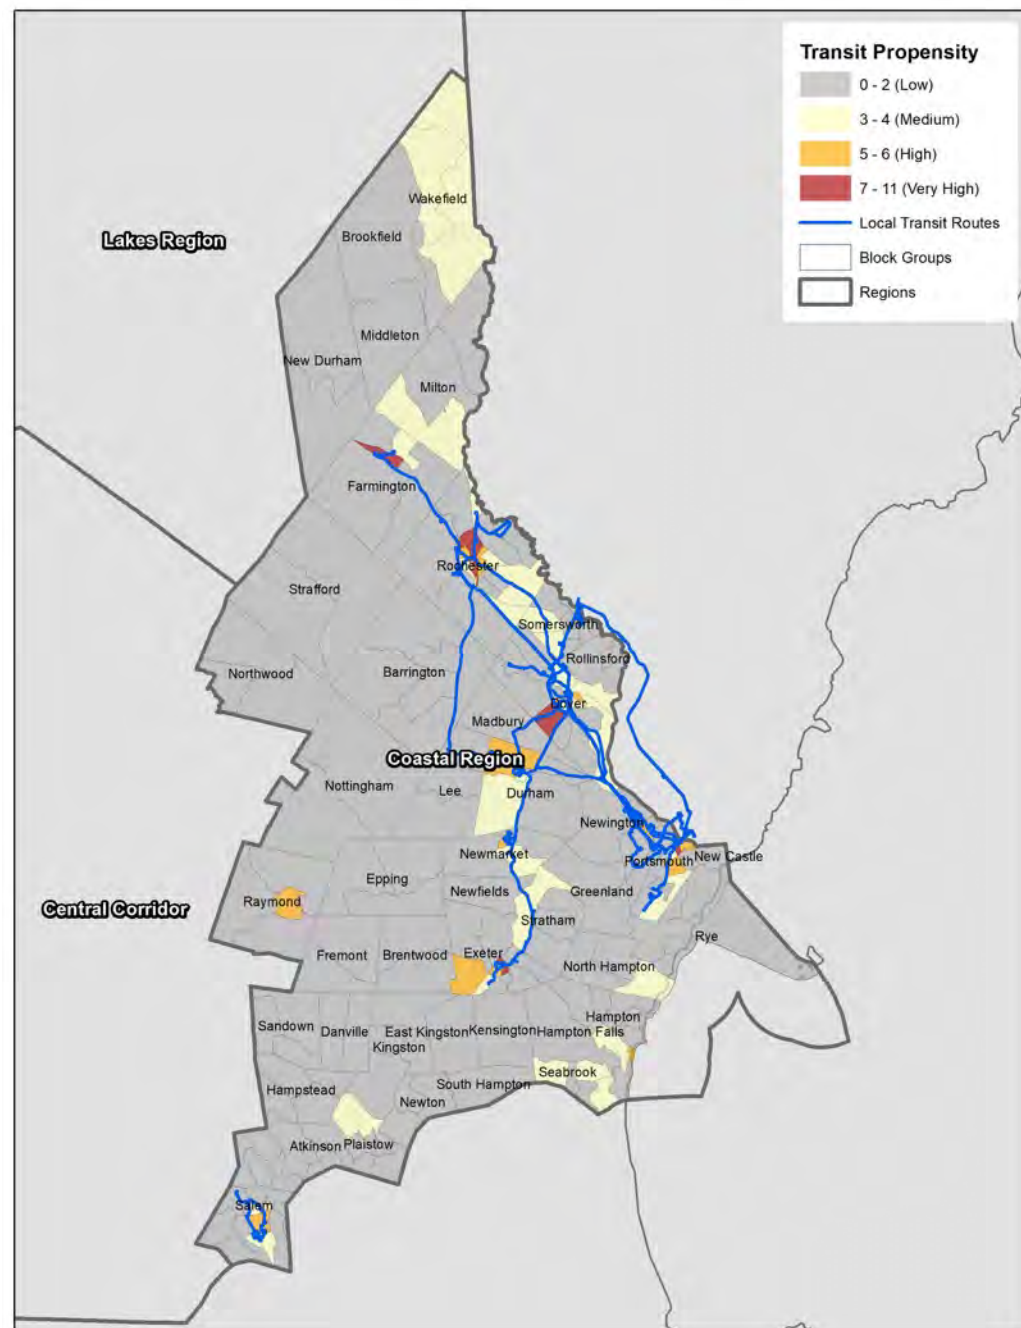 Transit Propensity
0 - 2 (Low)
3 - 4 (Medium)
5 - 6 (High)
7 - 11 (Very High)
Local Transit Routes
Block Groups
Regions
Wakefield
Lakes Region
Brookfield
Middleton
New Durham
Milton
Farmington
Rochester
Strafford
Somersworth
Rollinsford
Northwood
Barrington
Dover
Madbury
Coastal Region
Nottingham
Lee
Durham
Newington
Newmarket
Portsmouth
New Castle
Epping
Newfields
Greenland
Raymond
Central Corridor
Stratham
Rye
Fremont
Brentwood
Exeter
North Hampton
Hampton
Sandown
Danville
East Kingston
Kensington
Hampton Falls
Kingston
Seabrook
South Hampton
Hampstead
Newton
Atkinson
Plaistow
Salem